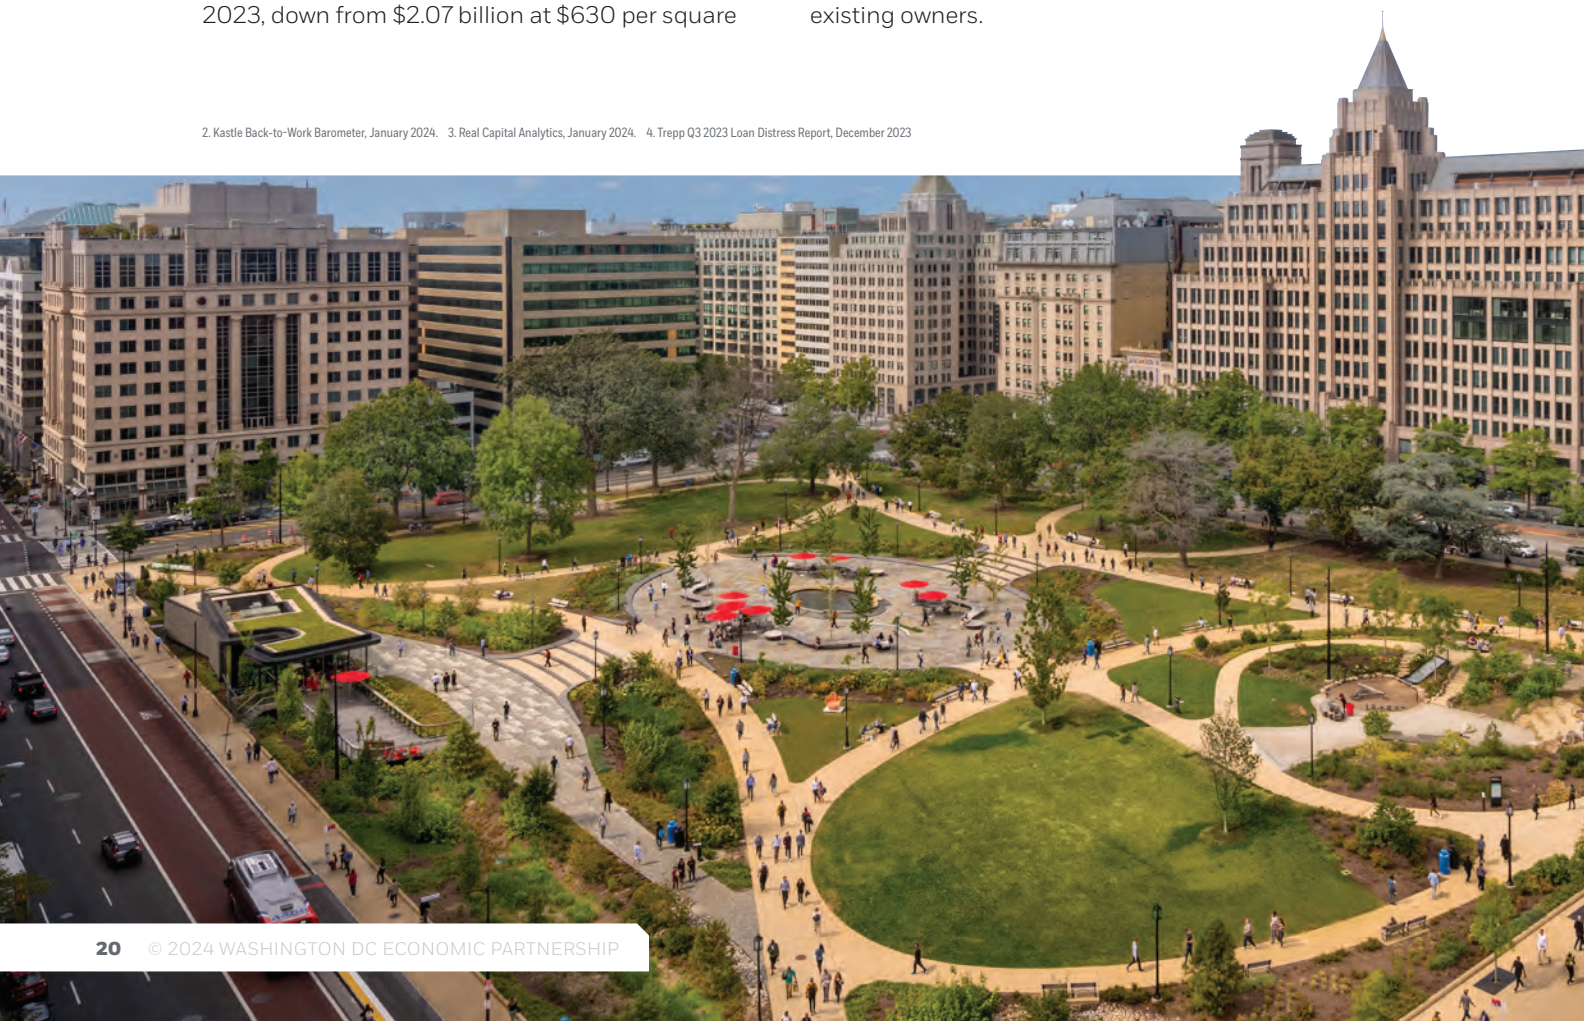 2023, down from $2.07 billion at $630 per square
existing owners.
2. Kastle Back-to-Work Barometer, January 2024. 3. Real Capital Analytics, January 2024. 4. Trepp Q3 2023 Loan Distress Report, December 2023
20 © 2024 WASHINGTON DC ECONOMIC PARTNERSHIP